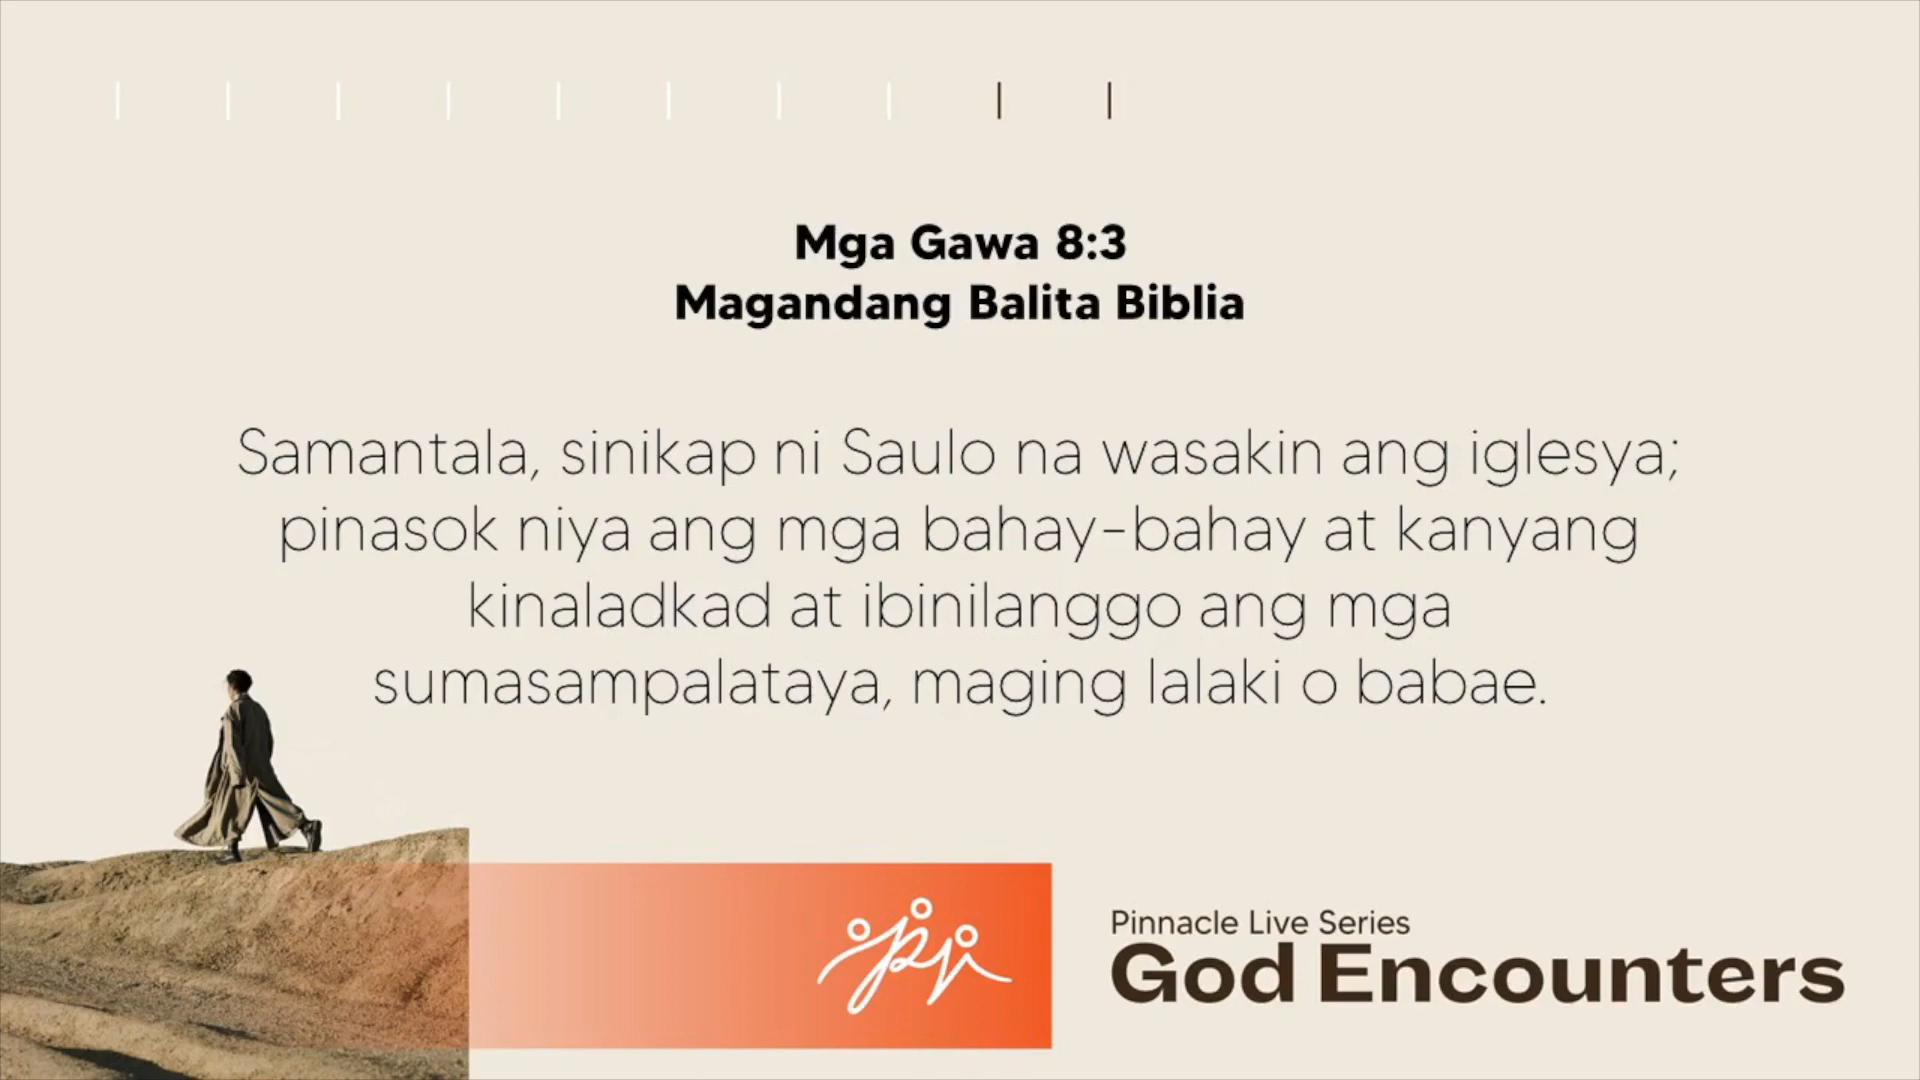 Mga Gawa 8:3
Magandang Balita Biblia
Samantala, sinikap ni Saulo na wasakin ang iglesya;
pinasok niya ang mga bahay-bahay at kanyang
kinaladkad at ibinilanggo ang mga
sumasampalataya, maging lalaki o babae.
Pinnacle Live Series
God Encounters